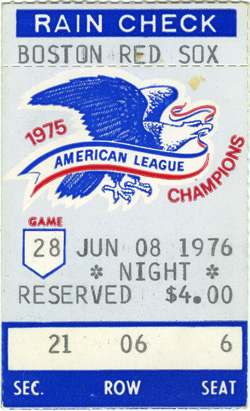 RAIN CHECK
BOSTON RED SOX
1975
AMERICAN LEAGUE
CHAMPIONS
GAME
28 JUN 08 1976
* NIGHT *
RESERVED $4.00
21 06 6
SEC. ROW SEAT